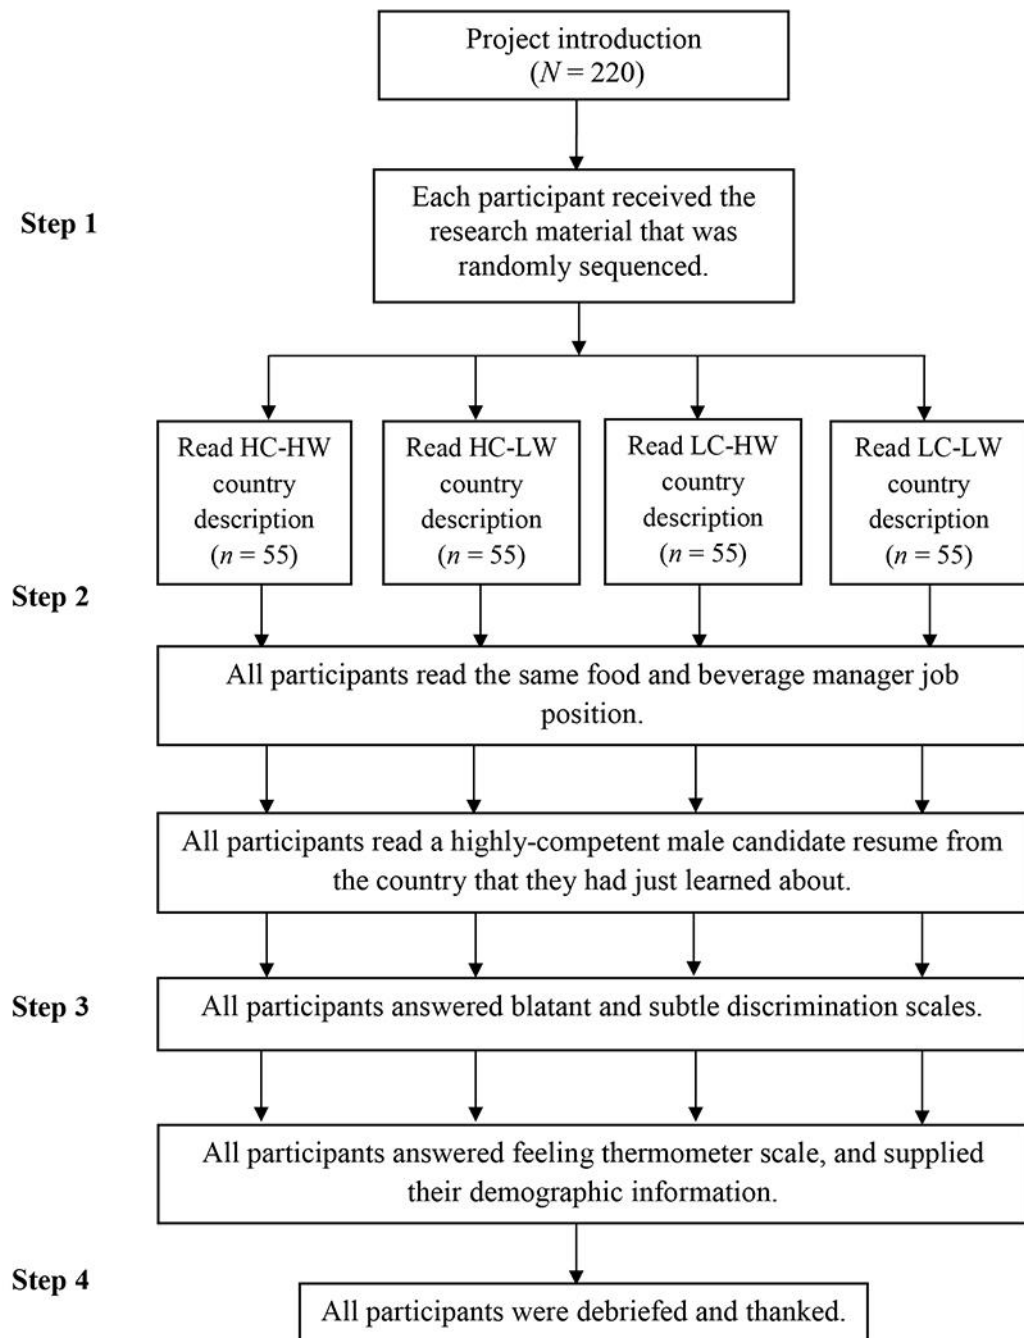 Project introduction
(N = 220)
Step 1
Each participant received the
research material that was
randomly sequenced.
Read HC-HW
country
description
(n = 55)
Read HC-LW
country
description
(n = 55)
Read LC-HW
country
description
(n = 55)
Read LC-LW
country
description
(n = 55)
Step 2
All participants read the same food and beverage manager job
position.
All participants read a highly-competent male candidate resume from
the country that they had just learned about.
Step 3
All participants answered blatant and subtle discrimination scales.
All participants answered feeling thermometer scale, and supplied
their demographic information.
Step 4
All participants were debriefed and thanked.